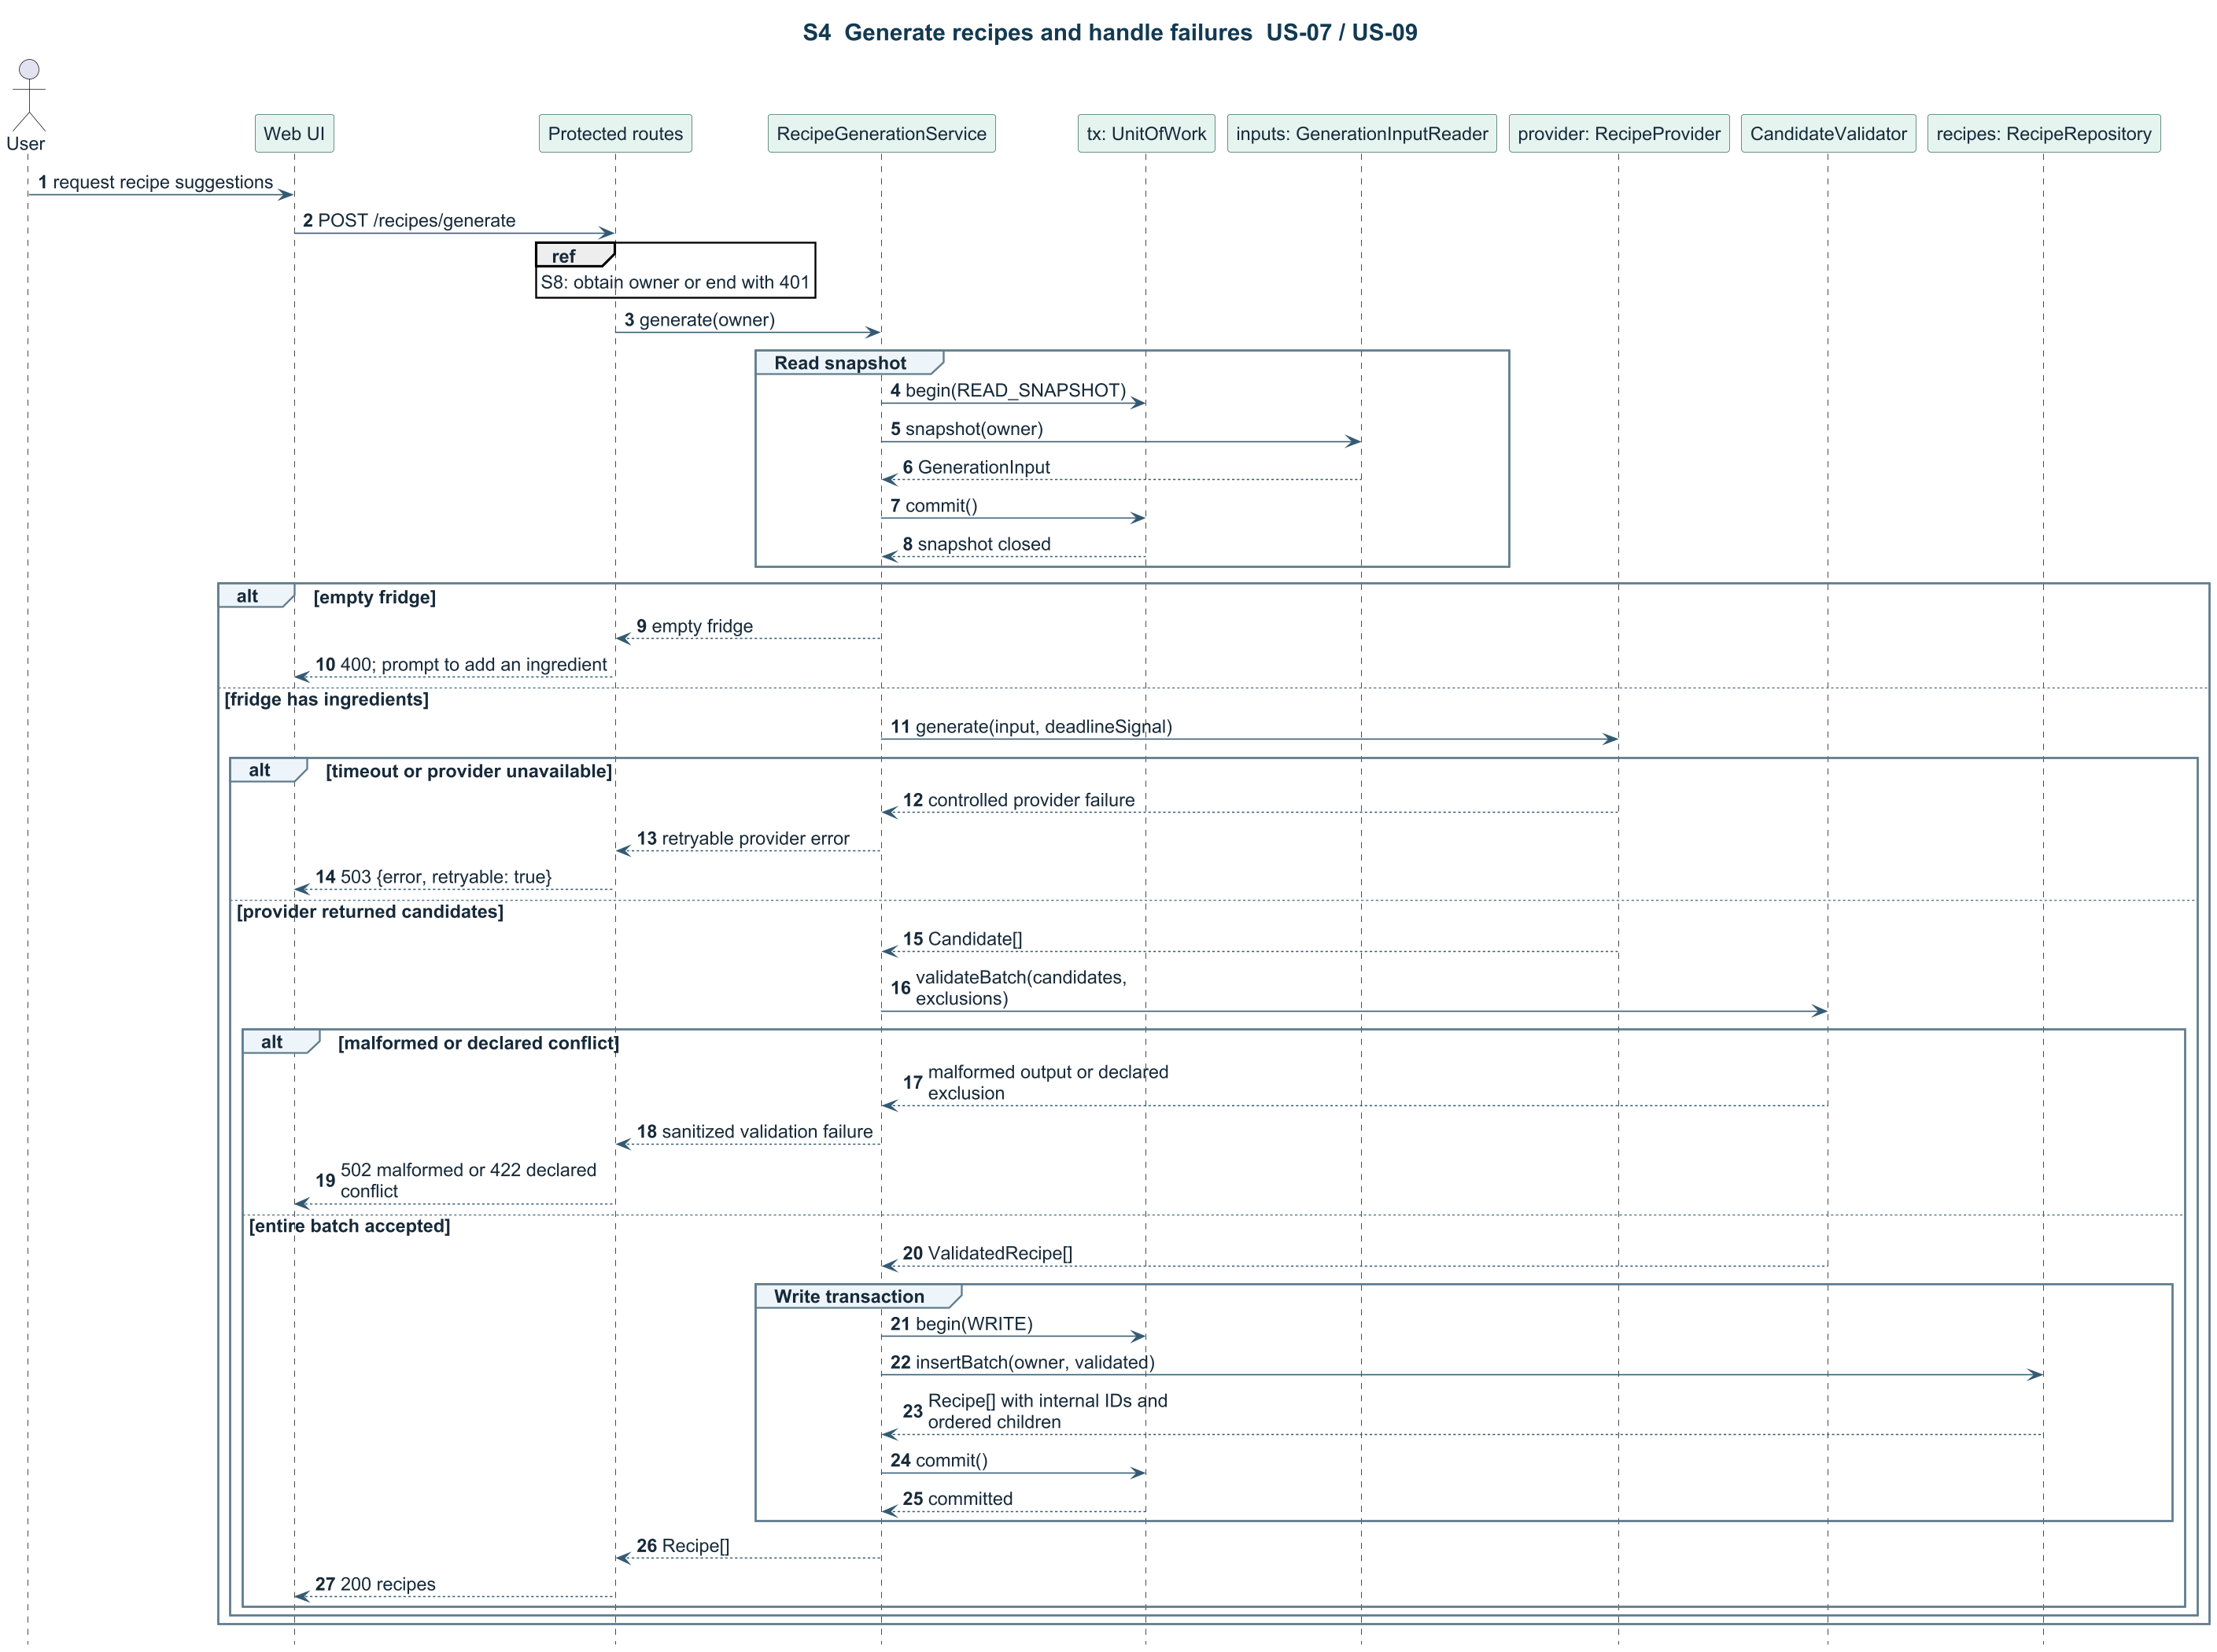 S4  Generate recipes and handle failures  US-07 / US-09
User
Web UI
Protected routes
RecipeGenerationService
tx: UnitOfWork
inputs: GenerationInputReader
provider: RecipeProvider
CandidateValidator
recipes: RecipeRepository
1 request recipe suggestions
2 POST /recipes/generate
ref
S8: obtain owner or end with 401
3 generate(owner)
Read snapshot
4 begin(READ_SNAPSHOT)
5 snapshot(owner)
6 GenerationInput
7 commit()
8 snapshot closed
alt [empty fridge]
9 empty fridge
10 400; prompt to add an ingredient
[fridge has ingredients]
11 generate(input, deadlineSignal)
alt [timeout or provider unavailable]
12 controlled provider failure
13 retryable provider error
14 503 {error, retryable: true}
[provider returned candidates]
15 Candidate[]
16 validateBatch(candidates,
exclusions)
alt [malformed or declared conflict]
17 malformed output or declared
exclusion
18 sanitized validation failure
19 502 malformed or 422 declared
conflict
[entire batch accepted]
20 ValidatedRecipe[]
Write transaction
21 begin(WRITE)
22 insertBatch(owner, validated)
23 Recipe[] with internal IDs and
ordered children
24 commit()
25 committed
26 Recipe[]
27 200 recipes